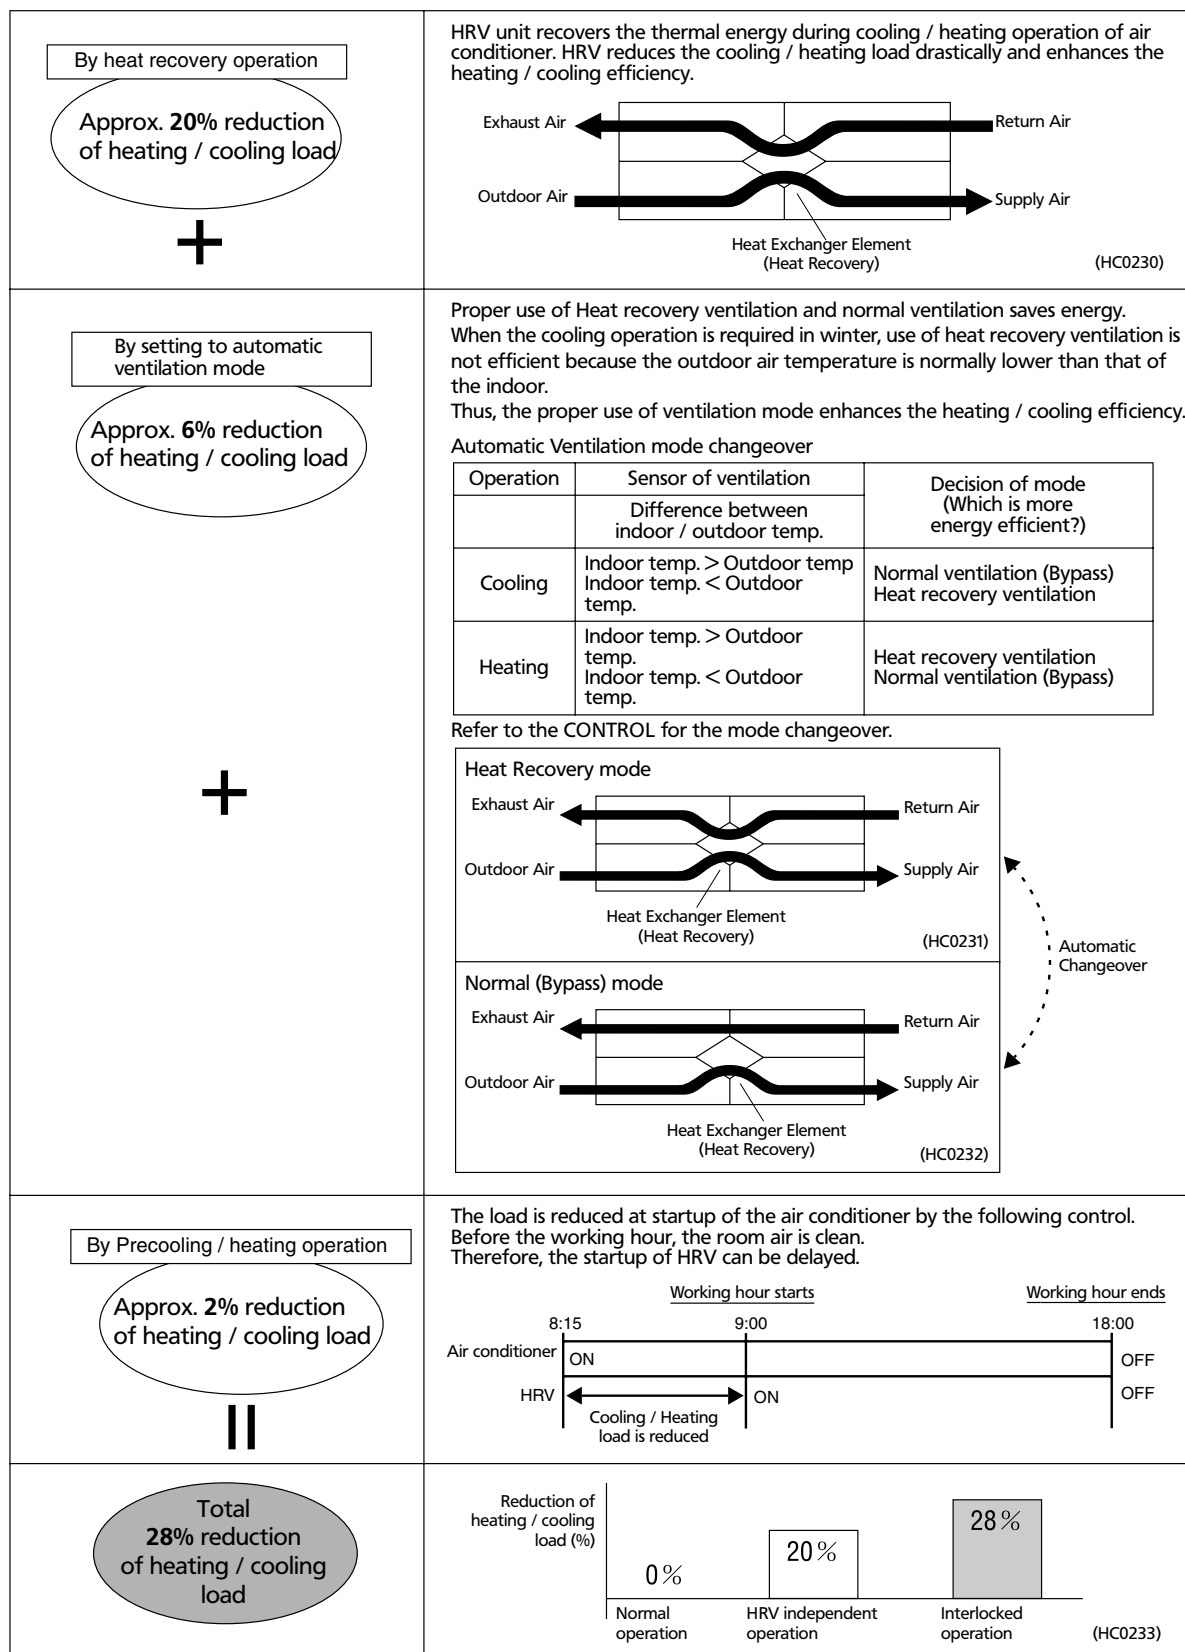 By heat recovery operation
Approx. 20% reduction
of heating / cooling load
+
HRV unit recovers the thermal energy during cooling / heating operation of air
conditioner. HRV reduces the cooling / heating load drastically and enhances the
heating / cooling efficiency.
Exhaust Air
Return Air
Outdoor Air
Supply Air
Heat Exchanger Element
(Heat Recovery)
(HC0230)
By setting to automatic
ventilation mode
Approx. 6% reduction
of heating / cooling load
+
Proper use of Heat recovery ventilation and normal ventilation saves energy.
When the cooling operation is required in winter, use of heat recovery ventilation is
not efficient because the outdoor air temperature is normally lower than that of
the indoor.
Thus, the proper use of ventilation mode enhances the heating / cooling efficiency.
Automatic Ventilation mode changeover
Operation
Sensor of ventilation
Decision of mode
(Which is more
energy efficient?)
Difference between
indoor / outdoor temp.
Cooling
Indoor temp. > Outdoor temp
Indoor temp. < Outdoor
temp.
Normal ventilation (Bypass)
Heat recovery ventilation
Heating
Indoor temp. > Outdoor
temp.
Indoor temp. < Outdoor
temp.
Heat recovery ventilation
Normal ventilation (Bypass)
Refer to the CONTROL for the mode changeover.
Heat Recovery mode
Exhaust Air
Return Air
Outdoor Air
Supply Air
Heat Exchanger Element
(Heat Recovery)
(HC0231)
Automatic
Changeover
Normal (Bypass) mode
Exhaust Air
Return Air
Outdoor Air
Supply Air
Heat Exchanger Element
(Heat Recovery)
(HC0232)
By Precooling / heating operation
Approx. 2% reduction
of heating / cooling load
=
The load is reduced at startup of the air conditioner by the following control.
Before the working hour, the room air is clean.
Therefore, the startup of HRV can be delayed.
Working hour starts
Working hour ends
8:15
9:00
18:00
Air conditioner
ON
OFF
HRV
ON
OFF
Cooling / Heating
load is reduced
Total
28% reduction
of heating / cooling
load
Reduction of
heating / cooling
load (%)
0%
20%
28%
Normal
operation
HRV independent
operation
Interlocked
operation
(HC0233)